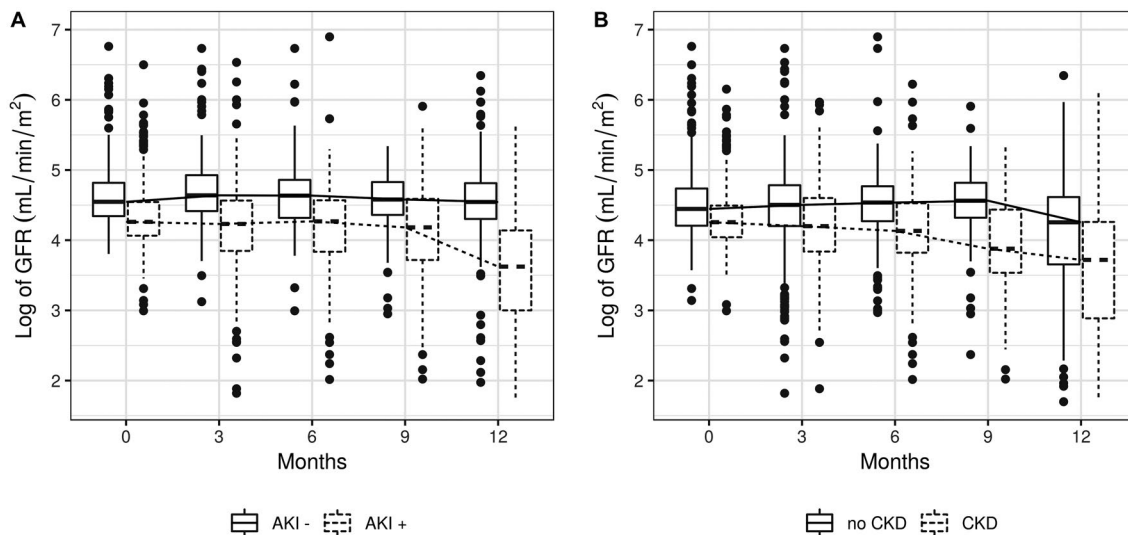 A
Log of GFR (mL/min/m²)
7
6
5
4
3
2
0 3 6 9 12
Months
AKI - AKI +
B
Log of GFR (mL/min/m²)
7
6
5
4
3
2
0 3 6 9 12
Months
no CKD CKD